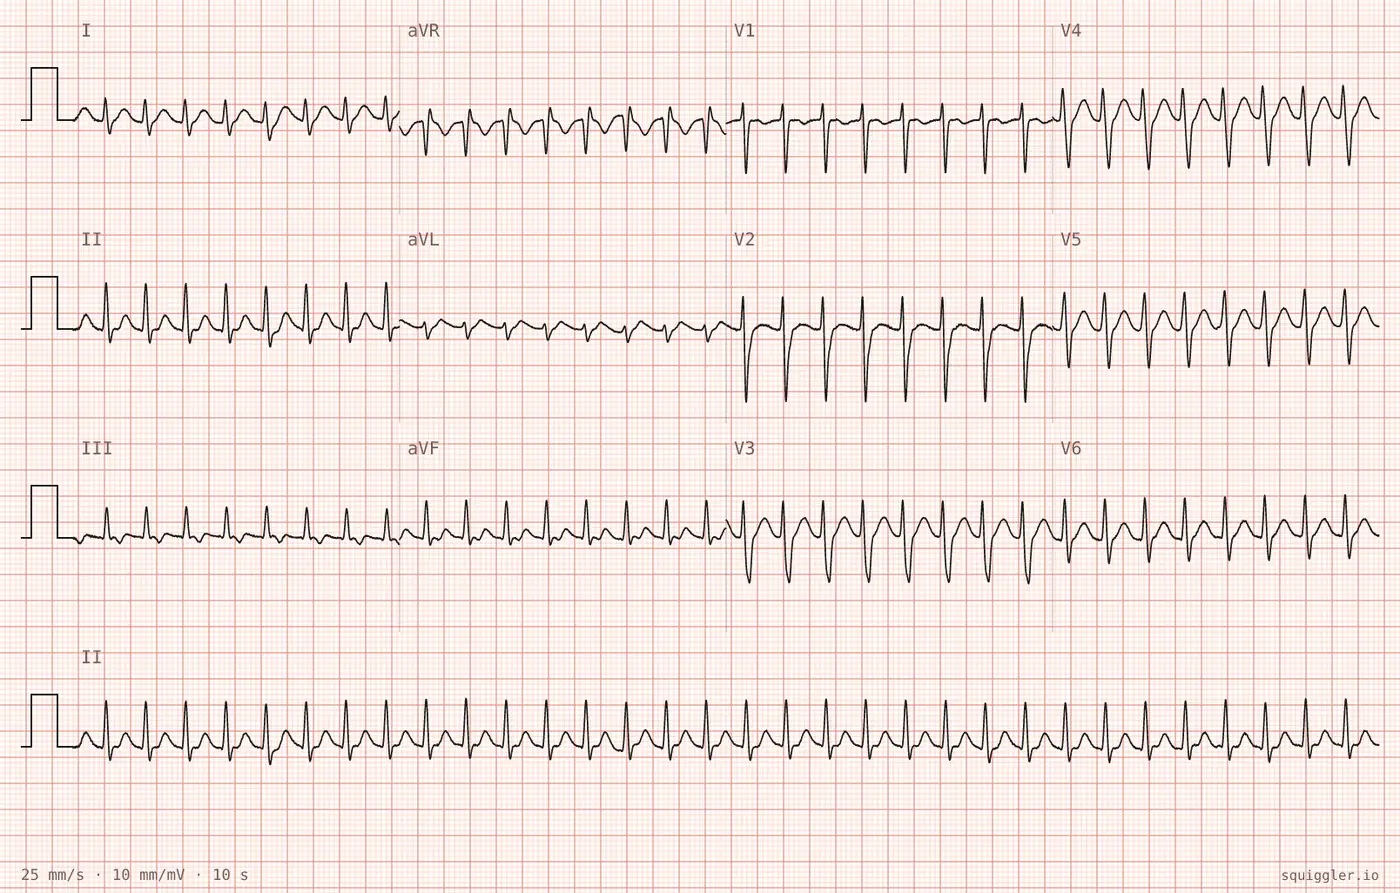 I aVR V1 V4
II aVL V2 V5
III aVF V3 V6
II
25 mm/s · 10 mm/mV · 10 s
squiggler.io